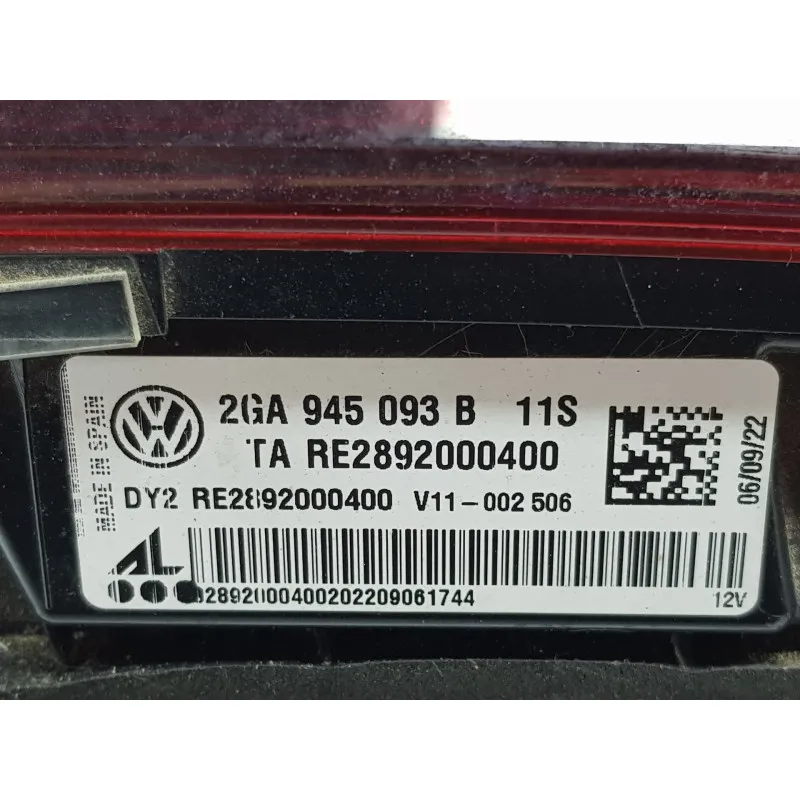 MADE IN SPAIN
2GA 945 093 B 11S
TA RE2892000400
DY2 RE2892000400 V11-002 506
AL
2892000400202209061744
12V
06/09/22